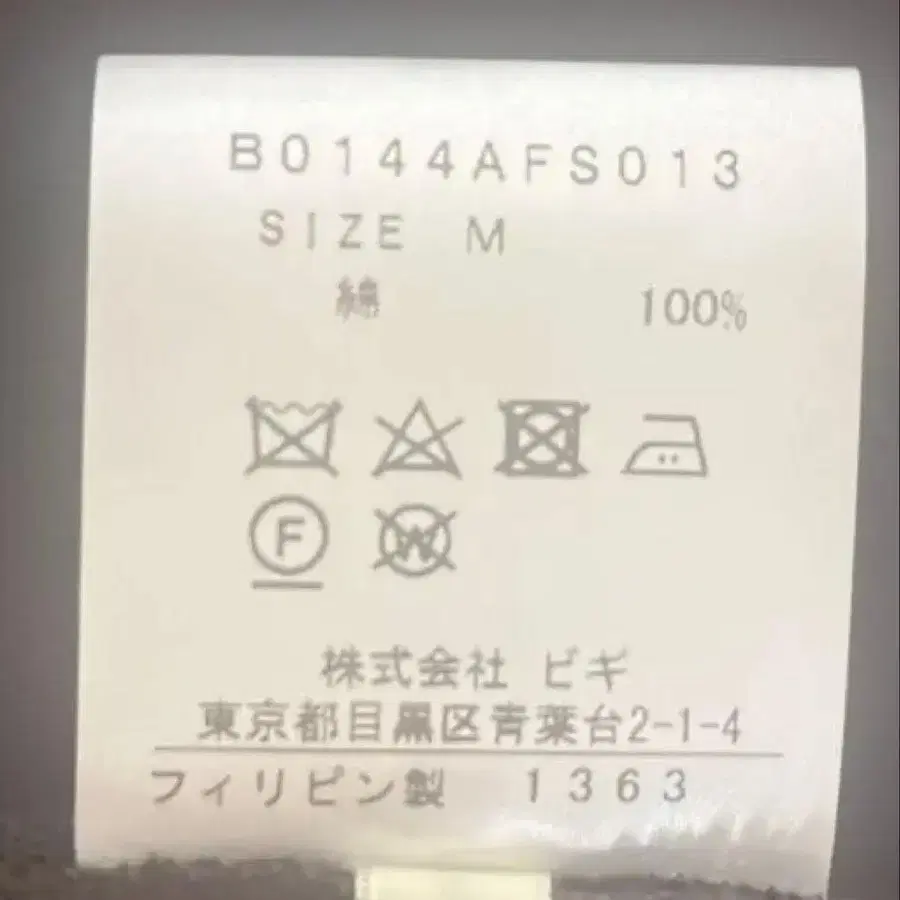 B0144AFS013
SIZE M
綿 100%
F W
株式会社 ビギ
東京都目黒区青葉台2-1-4
フィリピン製 1363